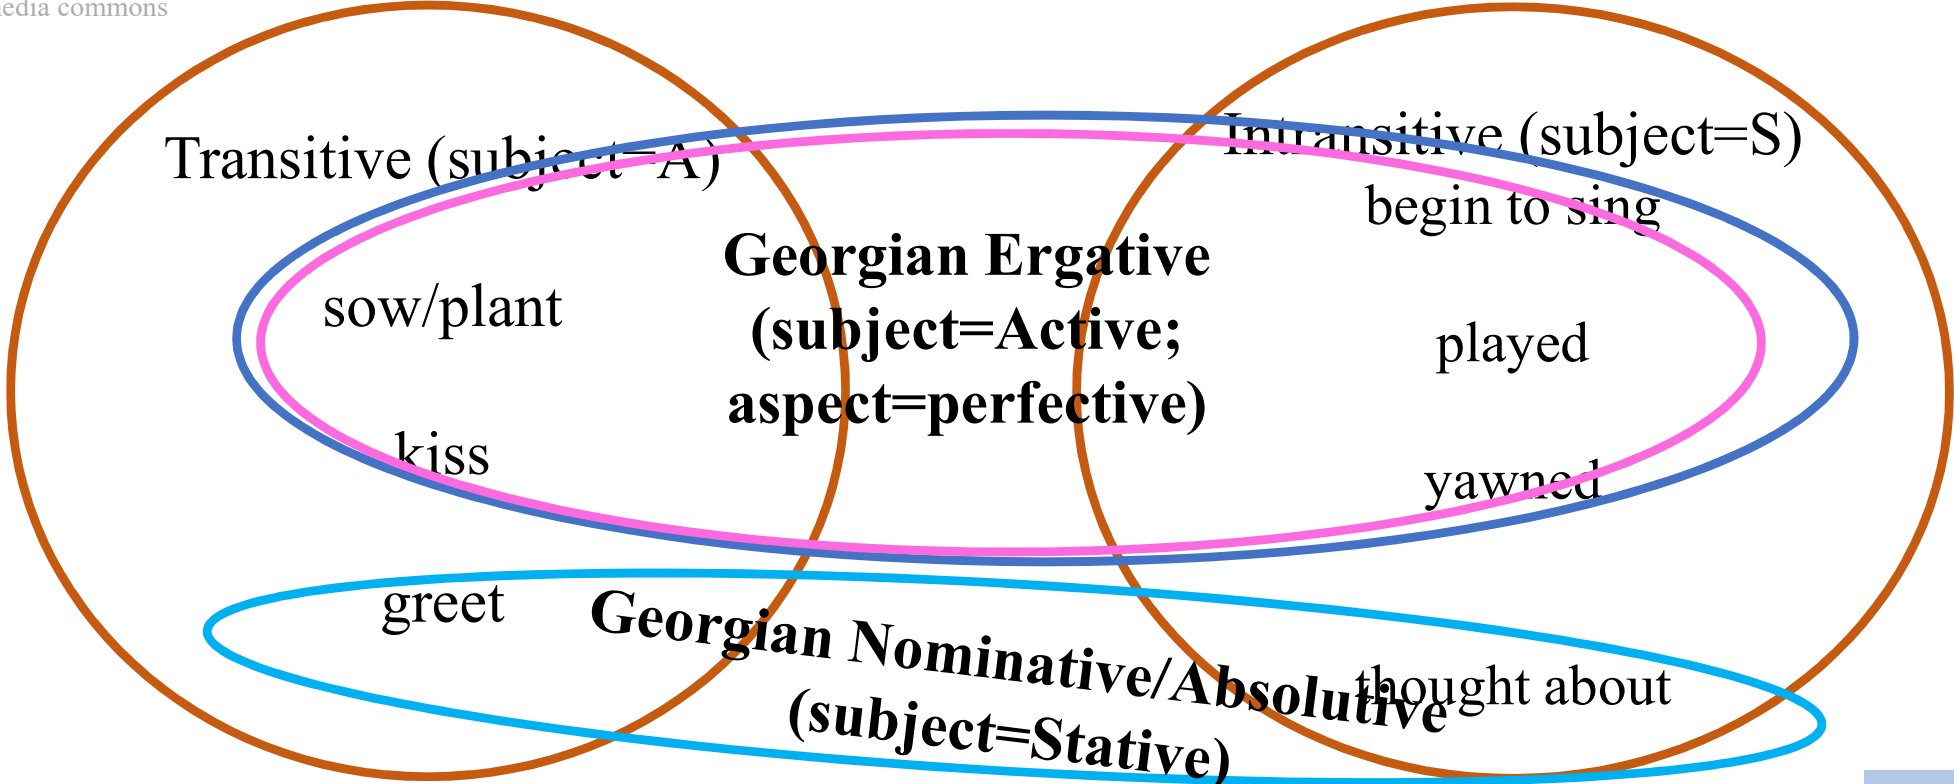 media commons
Transitive (subject=A)
Intransitive (subject=S)
begin to sing
Georgian Ergative
(subject=Active;
aspect=perfective)
sow/plant
played
kiss
yawned
greet
Georgian Nominative/Absolutive
(subject=Stative)
thought about